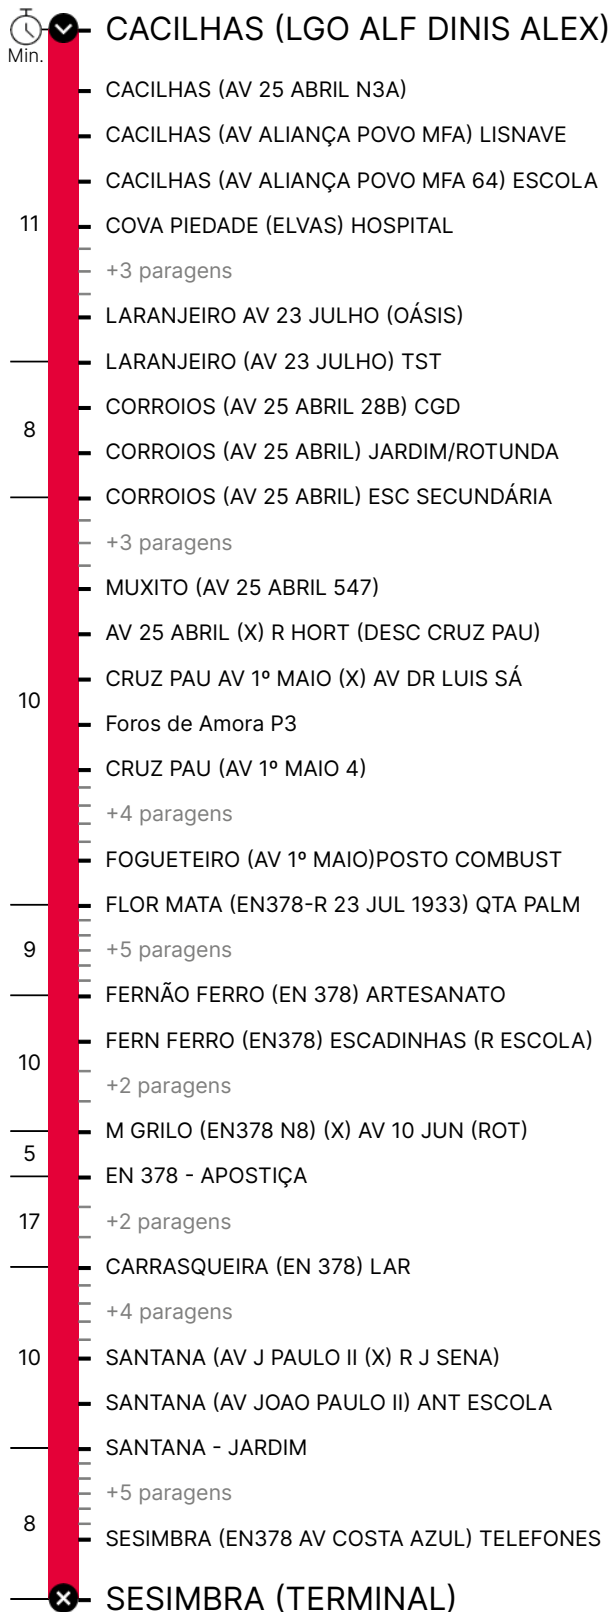 CACILHAS (LGO ALF DINIS ALEX)
Min.
CACILHAS (AV 25 ABRIL N3A)
CACILHAS (AV ALIANÇA POVO MFA) LISNAVE
CACILHAS (AV ALIANÇA POVO MFA 64) ESCOLA
11
COVA PIEDADE (ELVAS) HOSPITAL
+3 paragens
LARANJEIRO AV 23 JULHO (OÁSIS)
LARANJEIRO (AV 23 JULHO) TST
CORROIOS (AV 25 ABRIL 28B) CGD
8
CORROIOS (AV 25 ABRIL) JARDIM/ROTUNDA
CORROIOS (AV 25 ABRIL) ESC SECUNDÁRIA
+3 paragens
MUXITO (AV 25 ABRIL 547)
AV 25 ABRIL (X) R HORT (DESC CRUZ PAU)
CRUZ PAU AV 1º MAIO (X) AV DR LUIS SÁ
10
Foros de Amora P3
CRUZ PAU (AV 1º MAIO 4)
+4 paragens
FOGUETEIRO (AV 1º MAIO)POSTO COMBUST
FLOR MATA (EN378-R 23 JUL 1933) QTA PALM
9
+5 paragens
FERNÃO FERRO (EN 378) ARTESANATO
FERN FERRO (EN378) ESCADINHAS (R ESCOLA)
10
+2 paragens
M GRILO (EN378 N8) (X) AV 10 JUN (ROT)
5
EN 378 - APOSTIÇA
17
+2 paragens
CARRASQUEIRA (EN 378) LAR
+4 paragens
10
SANTANA (AV J PAULO II (X) R J SENA)
SANTANA (AV JOAO PAULO II) ANT ESCOLA
SANTANA - JARDIM
+5 paragens
8
SESIMBRA (EN378 AV COSTA AZUL) TELEFONES
SESIMBRA (TERMINAL)